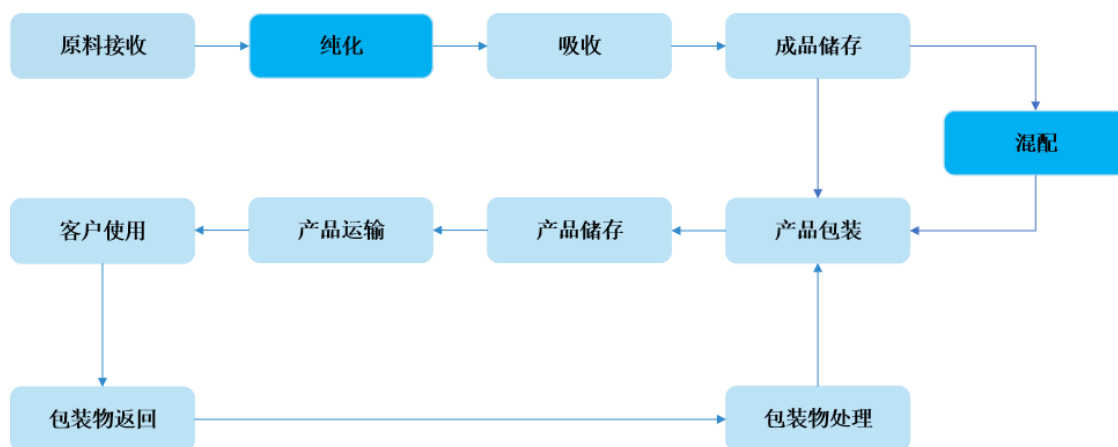 原料接收
纯化
吸收
成品储存
混配
客户使用
产品运输
产品储存
产品包装
包装物返回
包装物处理